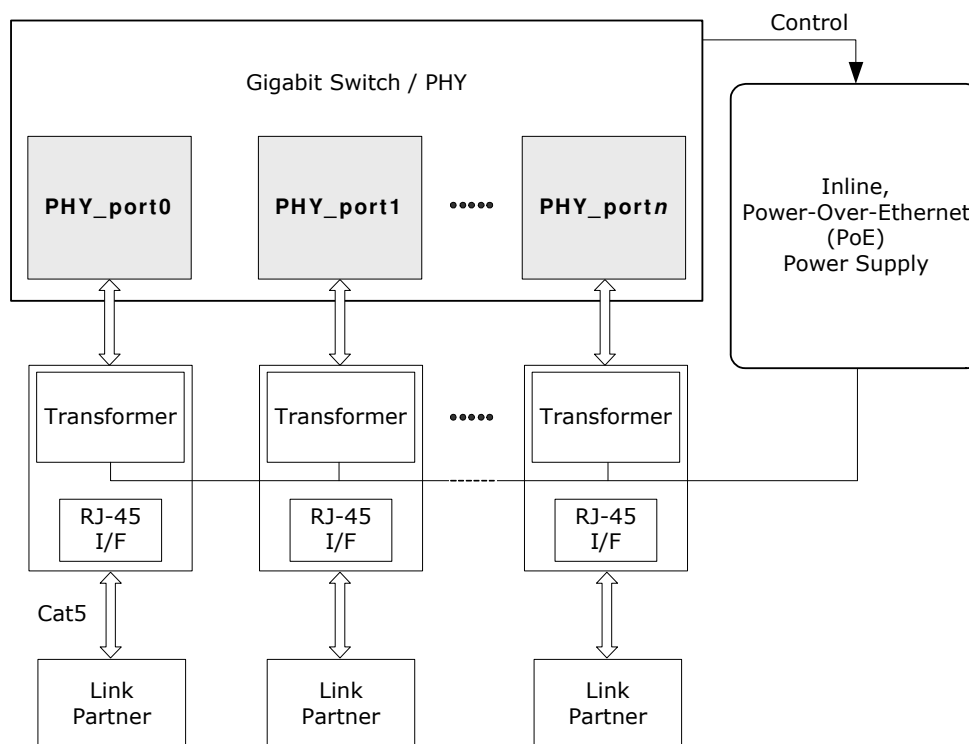 Control
Gigabit Switch / PHY
PHY_port0
PHY_port1
PHY_portn
Inline,
Power-Over-Ethernet
(PoE)
Power Supply
Transformer
Transformer
Transformer
RJ-45
I/F
RJ-45
I/F
RJ-45
I/F
Cat5
Link
Partner
Link
Partner
Link
Partner